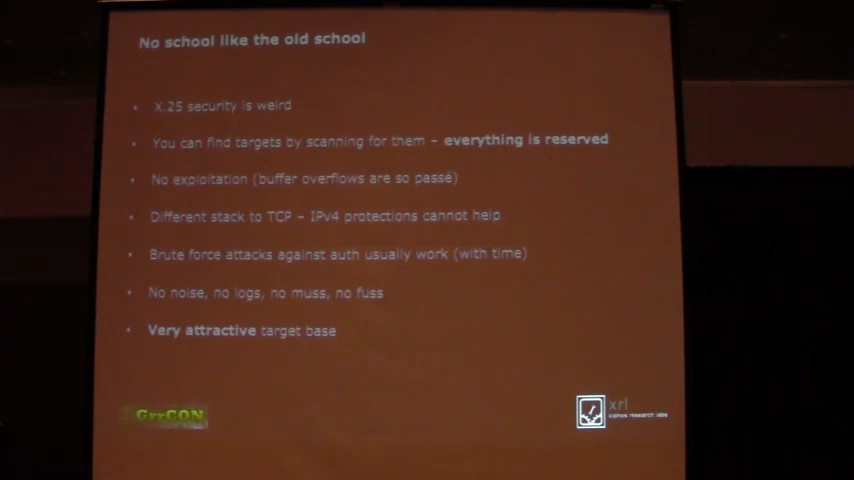 No school like the old school
X.25 security is weird
You can find targets by scanning for them – everything is reserved
No exploitation (buffer overflows are so passé)
Different stack to TCP – IPv4 protections cannot help
Brute force attacks against auth usually work (with time)
No noise, no logs, no muss, no fuss
Very attractive target base
GrrCON
xrl
research labs